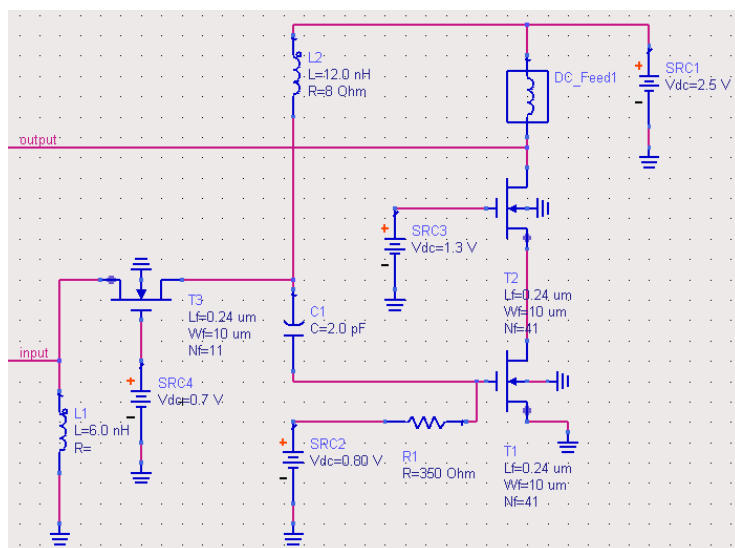 L2
L=12.0 nH
R=8 Ohm
DC_Feed1
+
SRC1
Vdc=2.5 V
-
output
+
SRC3
Vdc=1.3 V
-
T2
Lf=0.24 um
Wf=10 um
Nf=41
T3
Lf=0.24 um
Wf=10 um
Nf=11
C1
C=2.0 pF
input
+
SRC4
Vdc=0.7 V
-
L1
L=6.0 nH
R=
+
SRC2
Vdc=0.80 V
-
R1
R=350 Ohm
T1
Lf=0.24 um
Wf=10 um
Nf=41